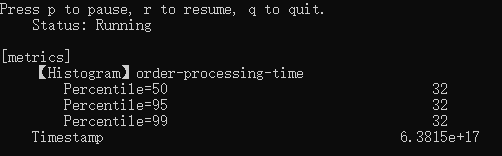 Press p to pause, r to resume, q to quit.
Status: Running
[metrics]
【Histogram】order-processing-time
Percentile=50 32
Percentile=95 32
Percentile=99 32
Timestamp 6.3815e+17